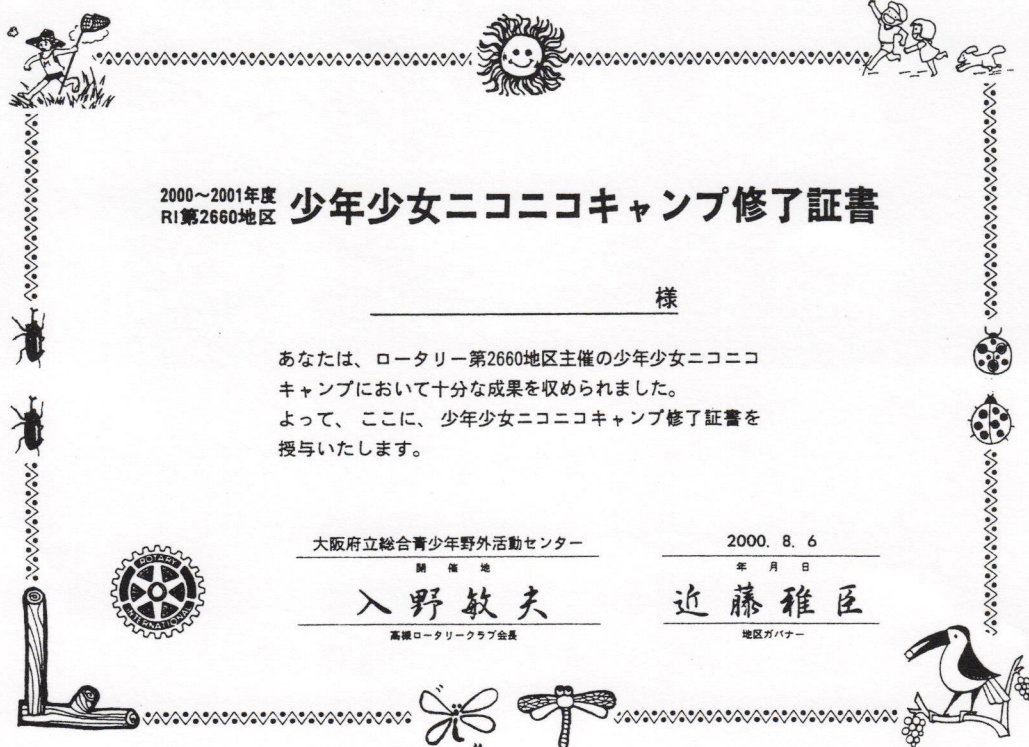 2000〜2001年度
RI第2660地区
少年少女ニコニコキャンプ修了証書
様
あなたは、ロータリー第2660地区主催の少年少女ニコニコ
キャンプにおいて十分な成果を収められました。
よって、ここに、少年少女ニコニコキャンプ修了証書を
授与いたします。
大阪府立総合青少年野外活動センター
開催地
2000. 8. 6
年月日
入野敏夫
高槻ロータリークラブ会長
近藤雅臣
地区ガバナー
ROTARY
INTERNATIONAL